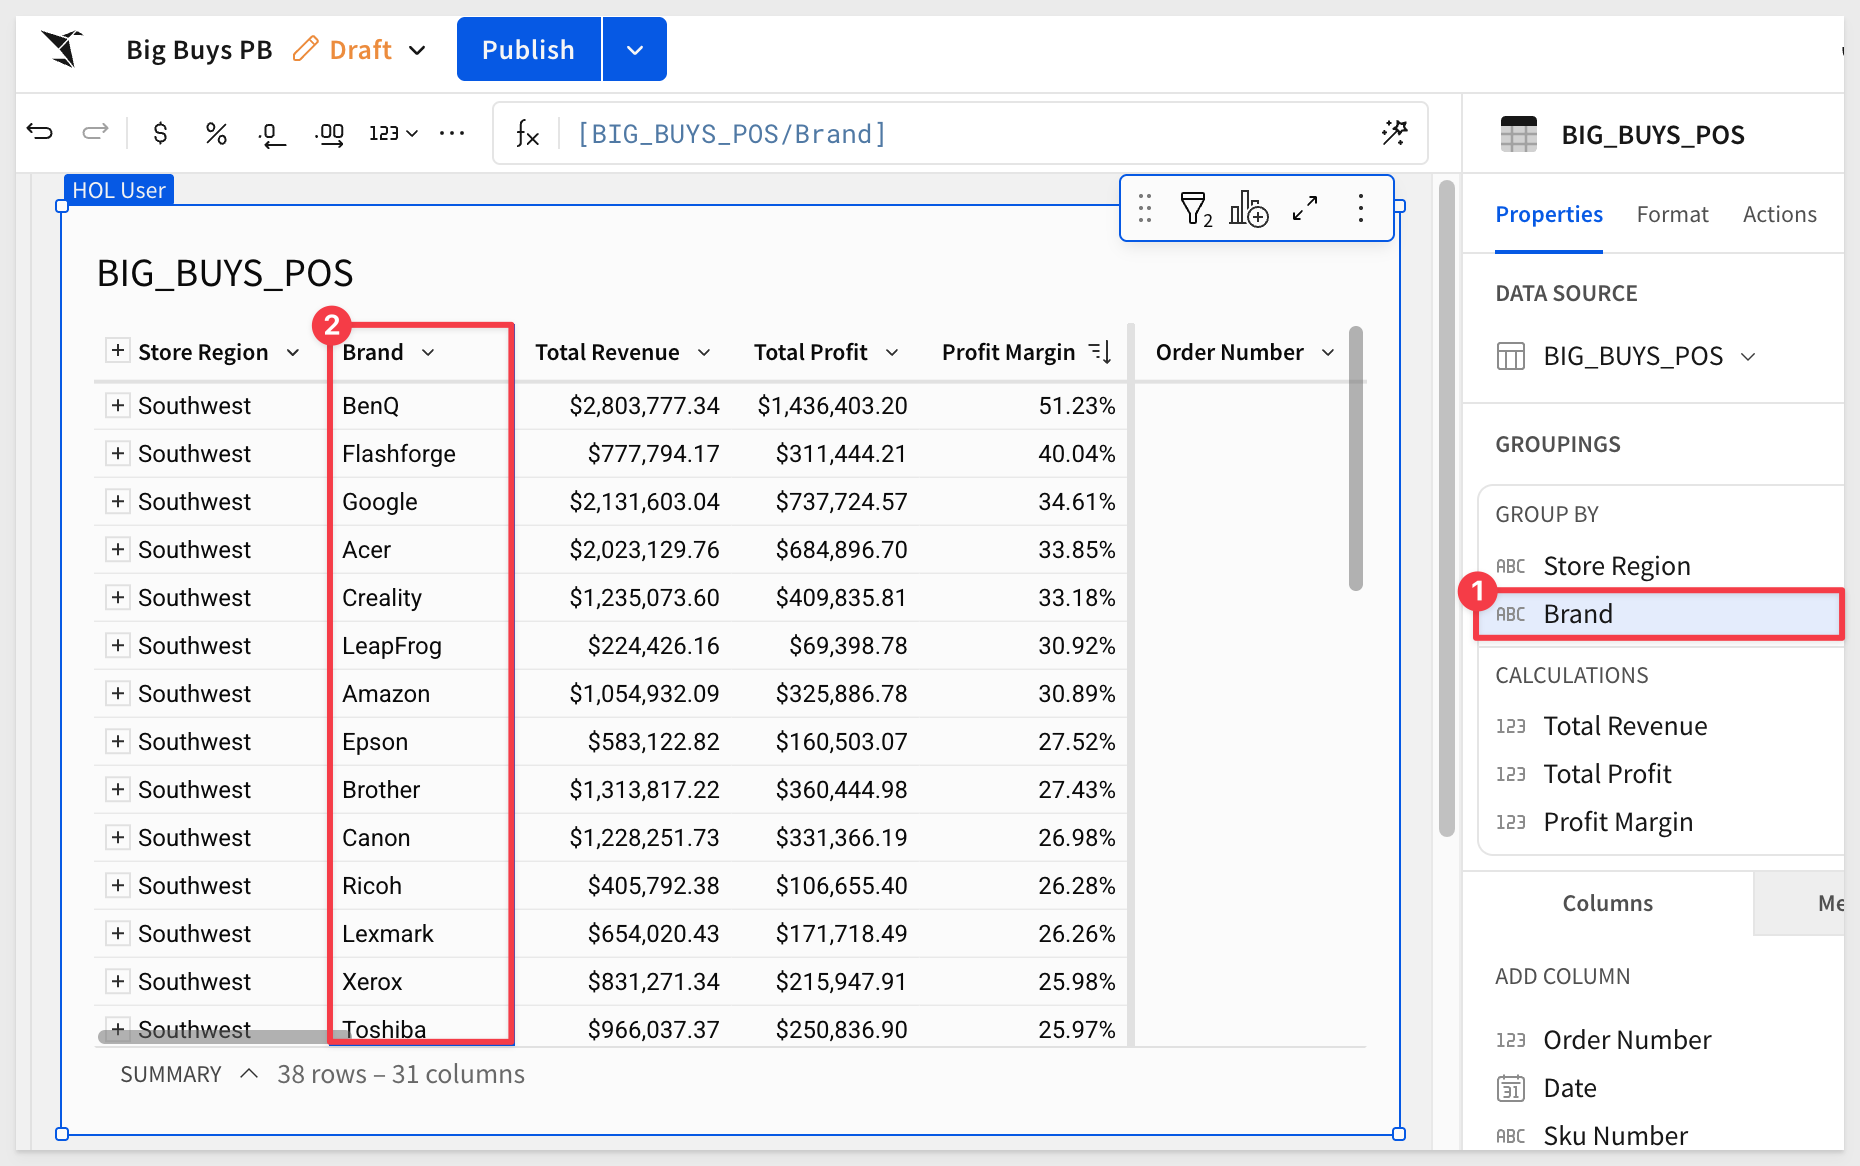 Big Buys PB Draft Publish
$ % .0 .00 123 ... fx [BIG_BUYS_POS/Brand]
BIG_BUYS_POS
HOL User
2
Properties Format Actions
BIG_BUYS_POS
DATA SOURCE
BIG_BUYS_POS
2
Store Region Brand Total Revenue Total Profit Profit Margin Order Number
Southwest BenQ $2,803,777.34 $1,436,403.20 51.23%
Southwest Flashforge $777,794.17 $311,444.21 40.04%
Southwest Google $2,131,603.04 $737,724.57 34.61%
Southwest Acer $2,023,129.76 $684,896.70 33.85%
Southwest Creality $1,235,073.60 $409,835.81 33.18%
Southwest LeapFrog $224,426.16 $69,398.78 30.92%
Southwest Amazon $1,054,932.09 $325,886.78 30.89%
Southwest Epson $583,122.82 $160,503.07 27.52%
Southwest Brother $1,313,817.22 $360,444.98 27.43%
Southwest Canon $1,228,251.73 $331,366.19 26.98%
Southwest Ricoh $405,792.38 $106,655.40 26.28%
Southwest Lexmark $654,020.43 $171,718.49 26.26%
Southwest Xerox $831,271.34 $215,947.91 25.98%
Southwest Toshiba $966,037.37 $250,836.90 25.97%
SUMMARY 38 rows – 31 columns
GROUPINGS
GROUP BY
ABC Store Region
1
ABC Brand
CALCULATIONS
123 Total Revenue
123 Total Profit
123 Profit Margin
Columns Me
ADD COLUMN
123 Order Number
31 Date
ABC Sku Number